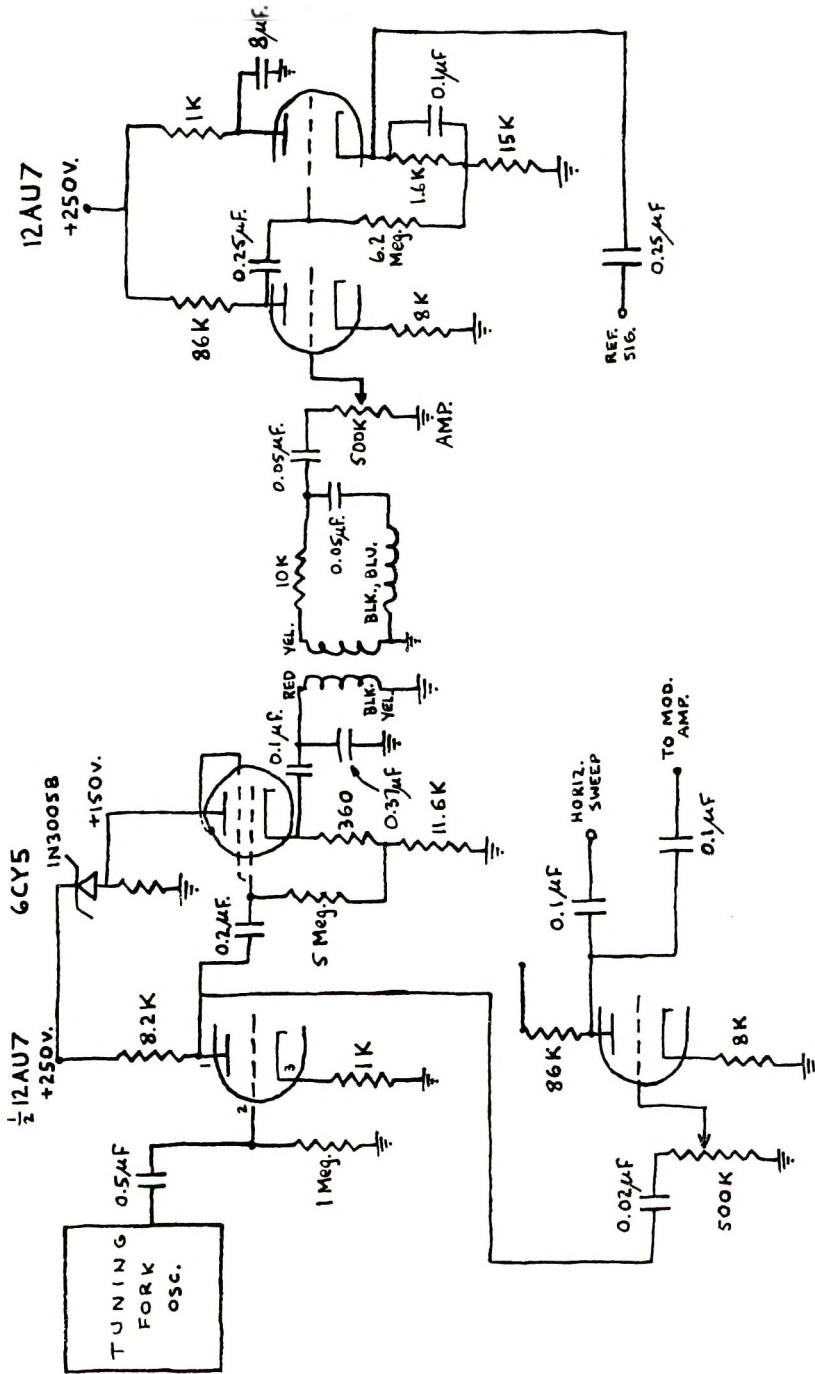 TUNING
FORK
OSC.
0.5µF
1 Meg.
½ 12AU7
+250V.
8.2K
1
2
3
1K
6CY5
1N3005B
+150V.
0.2µF.
5 Meg.
360
11.6K
0.1µF.
0.37µF
RED
BLK.
YEL.
YEL.
10K
0.05µF.
BLK., BLU.
0.05µF.
500K
AMP.
12AU7
+250V.
86K
1K
8µF.
0.25µF.
6.2
Meg.
8K
1.6K
0.1µF
15K
0.25µF
REF.
SIG.
0.02µF
500K
86K
8K
0.1µF
HORIZ.
SWEEP
0.1µF
TO MOD.
AMP.